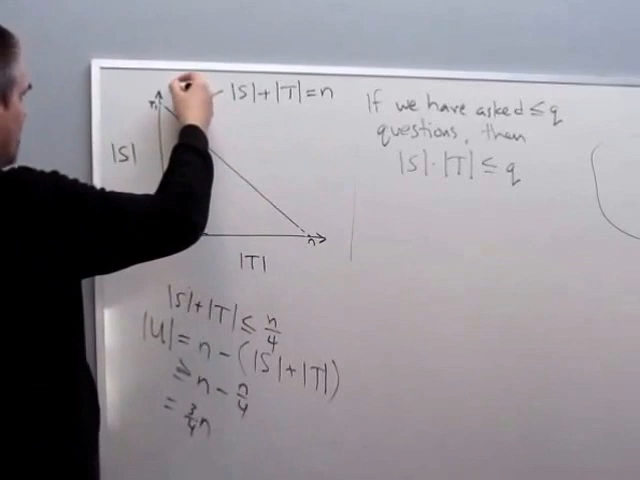 |S|+|T|=n
n
|S|
n
|T|
If we have asked ≤ q
questions, then
|S|·|T| ≤ q
|S|+|T| ≤ n/4
|U| = n - (|S|+|T|)
≥ n - n/4
= 3/4 n